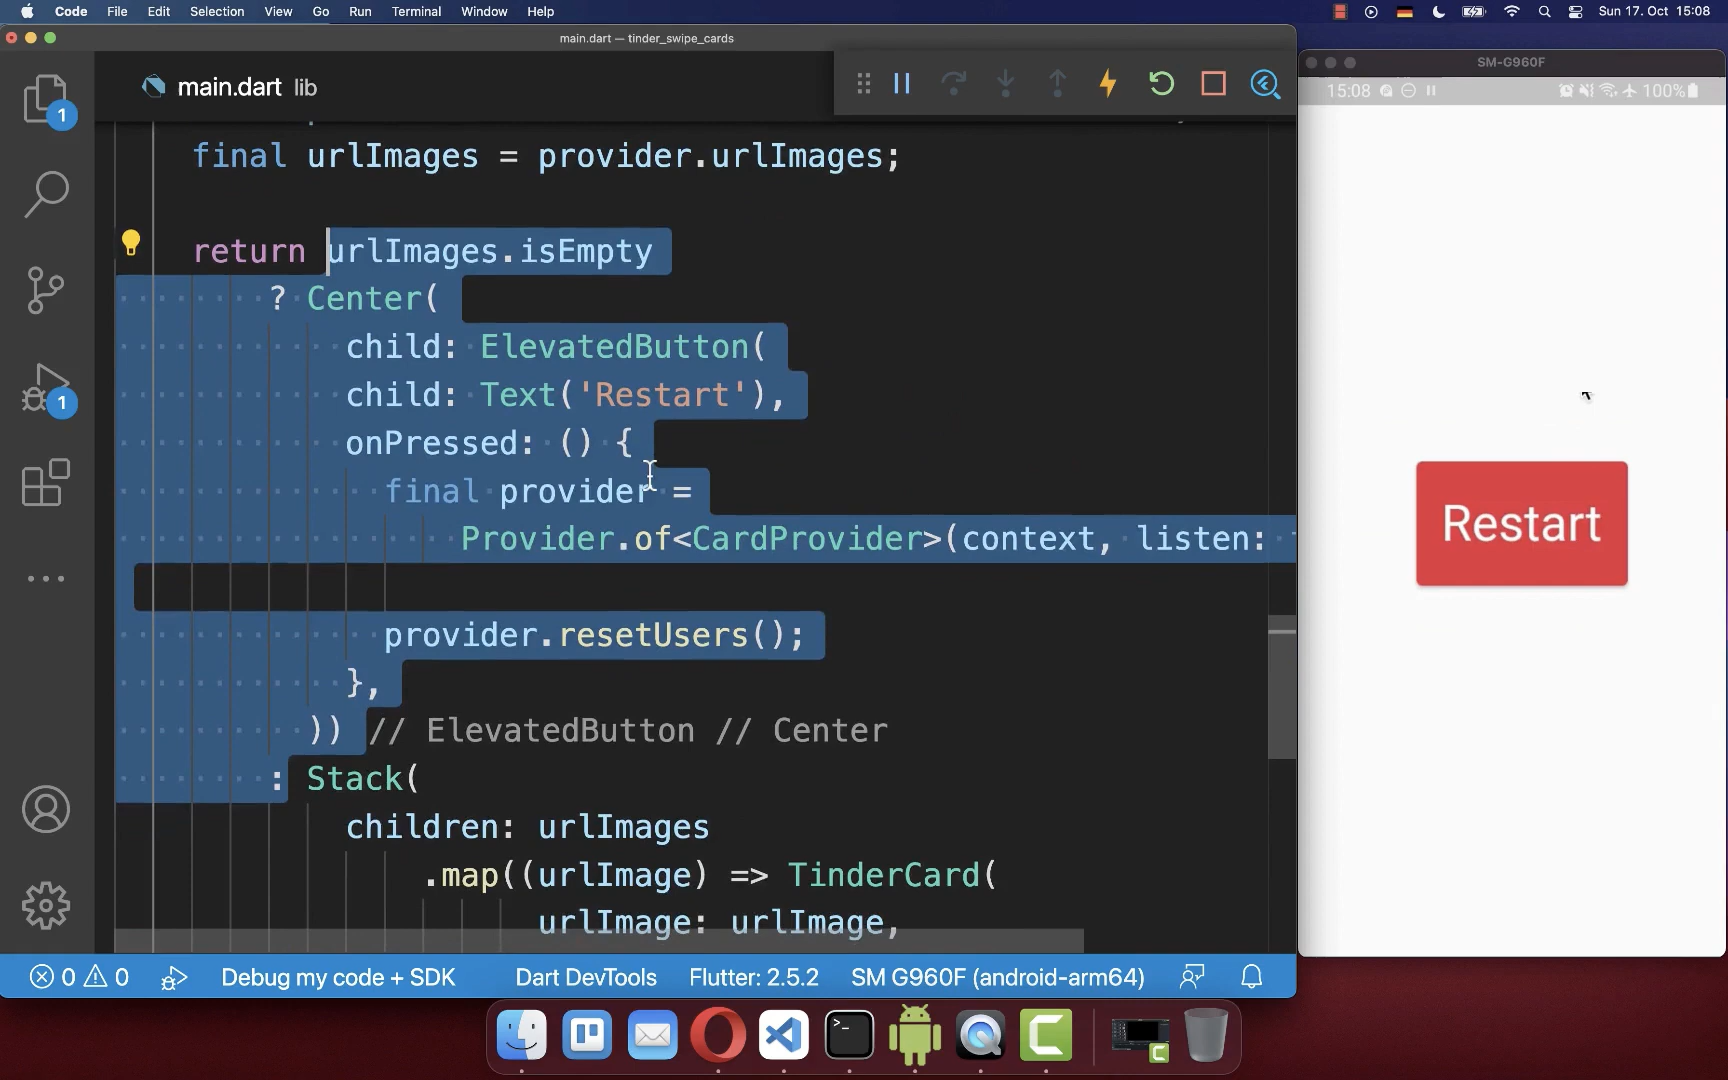 Code File Edit Selection View Go Run Terminal Window Help
Sun 17. Oct 15:08
main.dart — tinder_swipe_cards
SM-G960F
main.dart lib
15:08
100%
1
final urlImages = provider.urlImages;
return urlImages.isEmpty
? Center(
child: ElevatedButton(
child: Text('Restart'),
onPressed: () {
final provider =
Provider.of<CardProvider>(context, listen:
provider.resetUsers();
},
)) // ElevatedButton // Center
: Stack(
children: urlImages
.map((urlImage) => TinderCard(
urlImage: urlImage,
1
Restart
0 0 Debug my code + SDK Dart DevTools Flutter: 2.5.2 SM G960F (android-arm64)